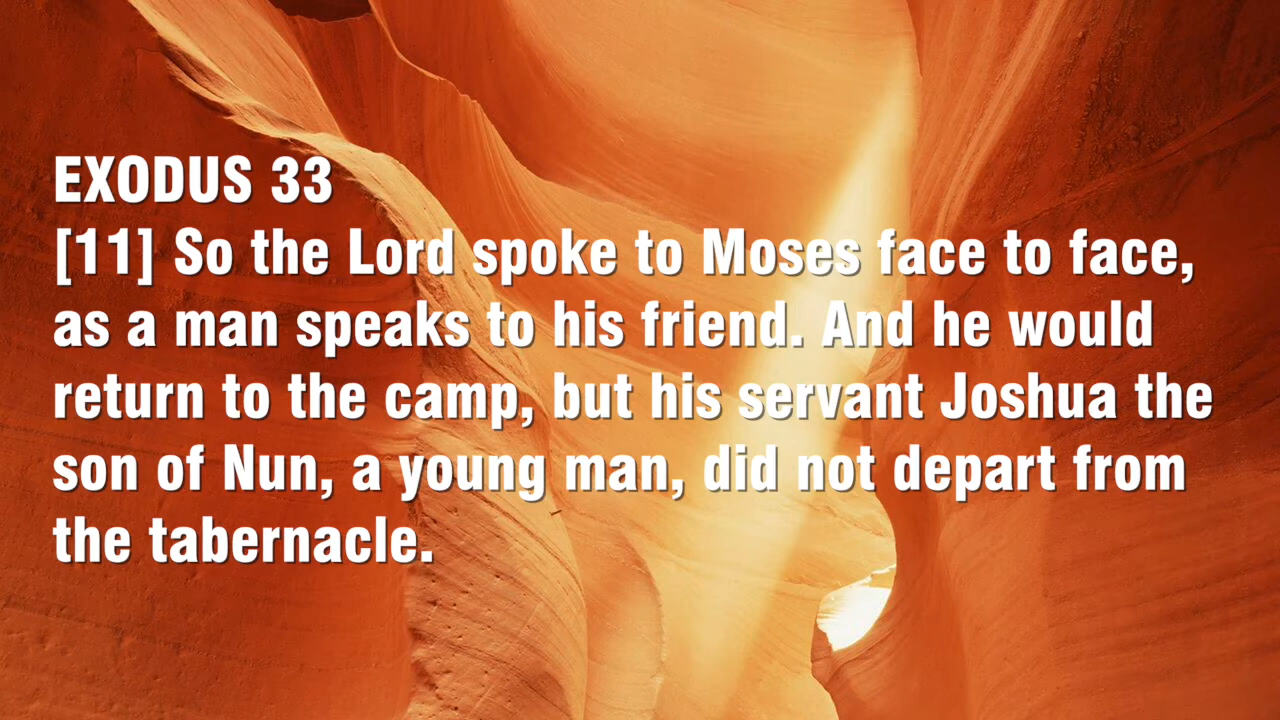 EXODUS 33
[11] So the Lord spoke to Moses face to face,
as a man speaks to his friend. And he would
return to the camp, but his servant Joshua the
son of Nun, a young man, did not depart from
the tabernacle.